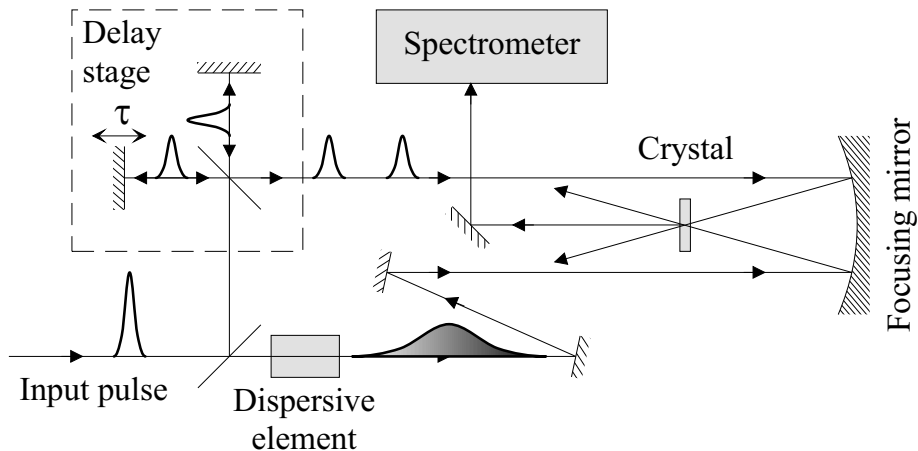 Delay
stage
τ
Spectrometer
Crystal
Focusing mirror
Input pulse
Dispersive
element